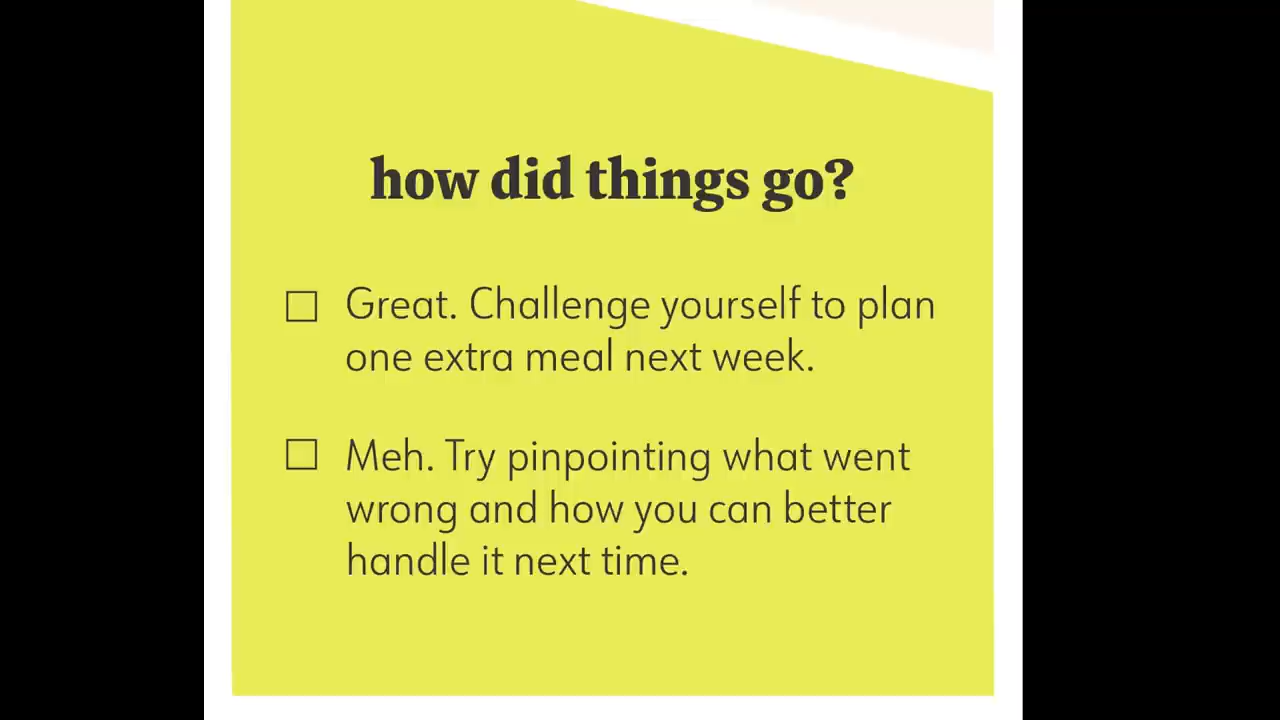 how did things go?
Great. Challenge yourself to plan
one extra meal next week.
Meh. Try pinpointing what went
wrong and how you can better
handle it next time.